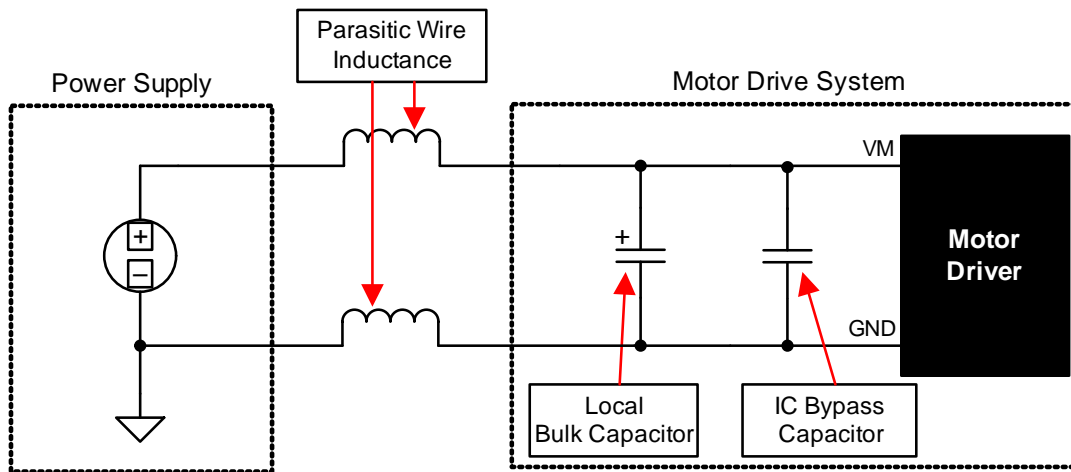 Parasitic Wire
Inductance
Power Supply
Motor Drive System
VM
+
−
+
Motor
Driver
GND
Local
Bulk Capacitor
IC Bypass
Capacitor